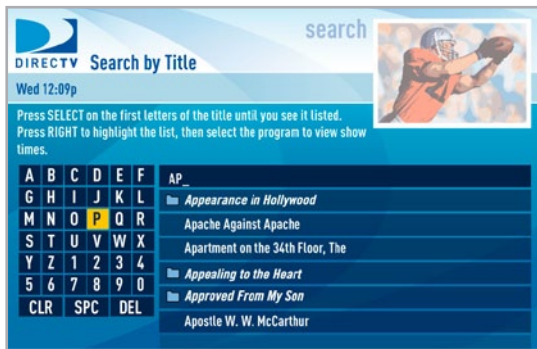 search
DIRECTV Search by Title
Wed 12:09p
Press SELECT on the first letters of the title until you see it listed.
Press RIGHT to highlight the list, then select the program to view show
times.
A B C D E F
G H I J K L
M N O P Q R
S T U V W X
Y Z 1 2 3 4
5 6 7 8 9 0
CLR SPC DEL
AP_
Appearance in Hollywood
Apache Against Apache
Apartment on the 34th Floor, The
Appealing to the Heart
Approved From My Son
Apostle W. W. McCarthur